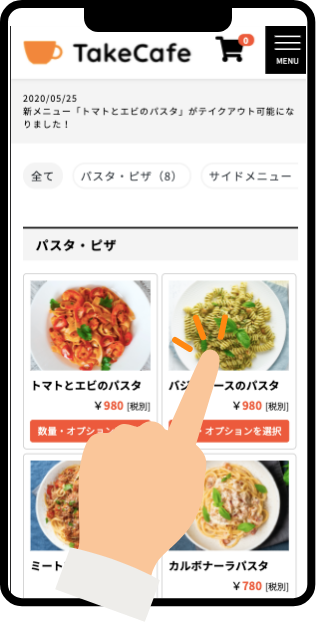 TakeCafe
0
MENU
2020/05/25
新メニュー「トマトとエビのパスタ」がテイクアウト可能にな
りました！
全て
パスタ・ピザ（8）
サイドメニュー
パスタ・ピザ
トマトとエビのパスタ
￥980 [税別]
数量・オプション
バジ
ースのパスタ
￥980 [税別]
オプションを選択
ミート
カルボナーラパスタ
￥780 [税別]